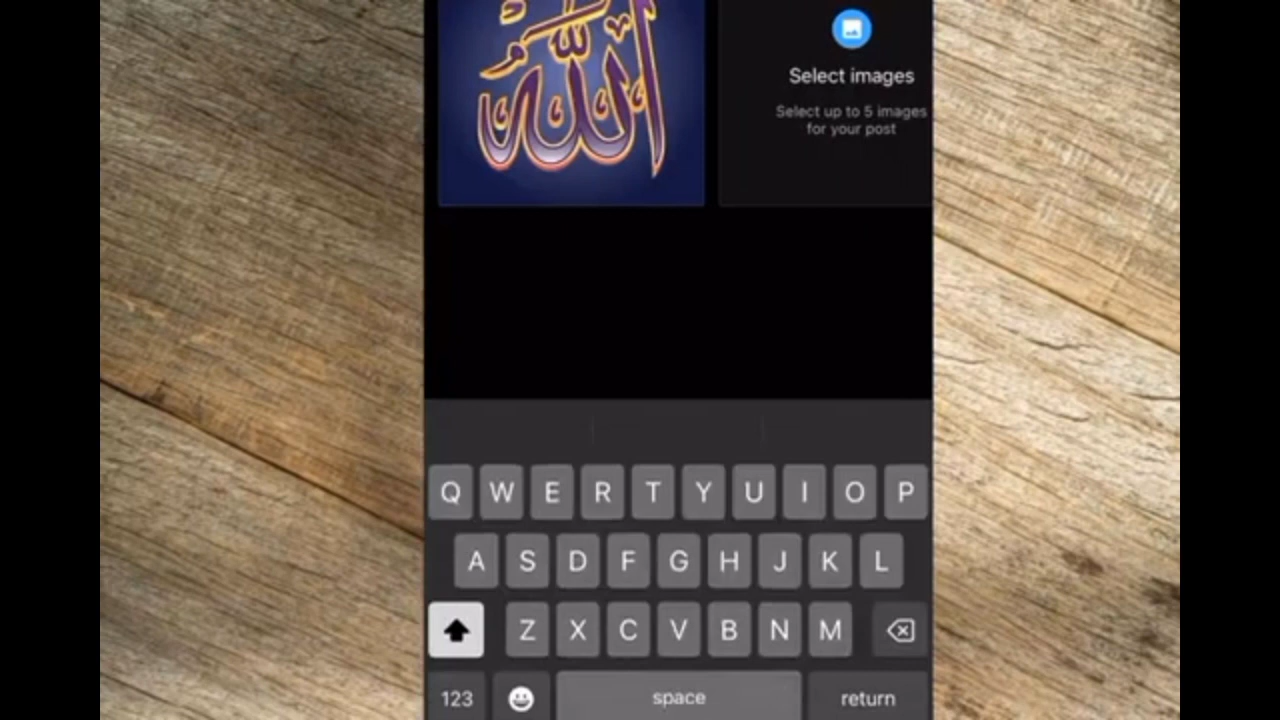 الله
Select images
Select up to 5 images
for your post
Q W E R T Y U I O P
A S D F G H J K L
Z X C V B N M
123 space return